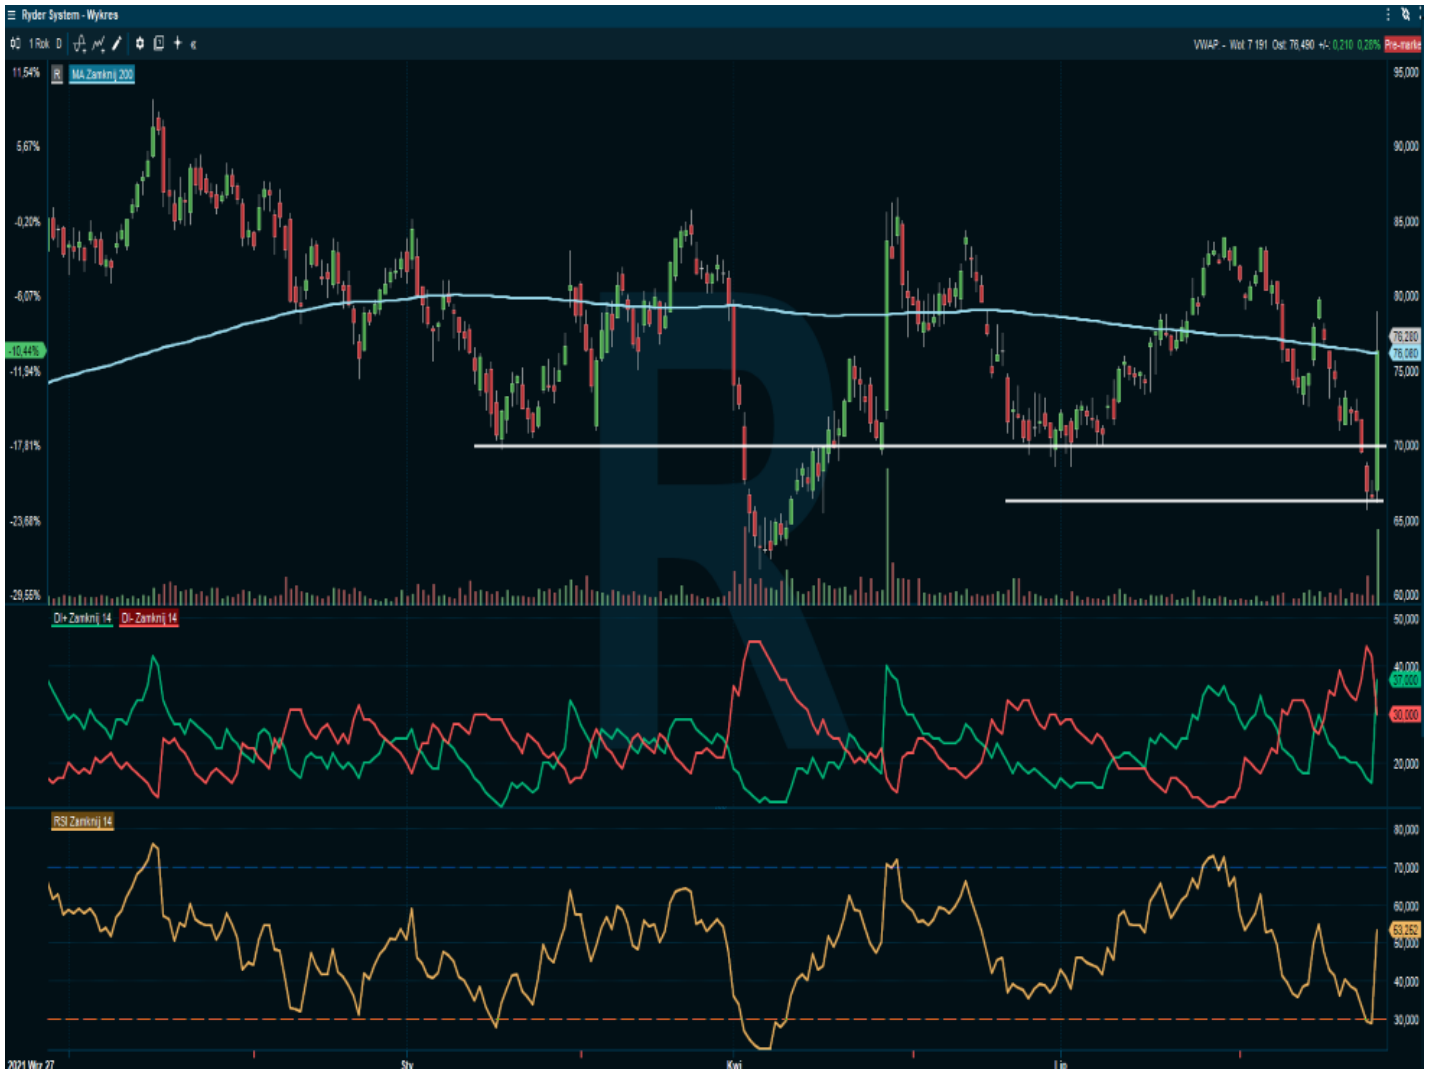 Ryder System - Wykres
1 Rok D
VWAP: - Wol: 7 191 Ost: 76,490 +/-: 0,210 0,28% Pre-marke
11,54% R MA Zamknij 200 95,000
5,67% 90,000
-0,20% 85,000
-6,07% 80,000
76,280
-10,44% 76,080
-11,94% 75,000
-17,81% 70,000
-23,68% 65,000
-29,55% 60,000
DI+ Zamknij 14 DI- Zamknij 14 50,000
40,000
37,000
30,000
20,000
RSI Zamknij 14 80,000
70,000
60,000
53,252
50,000
40,000
30,000
2021 Wrz 27 Sty Kwi Lip